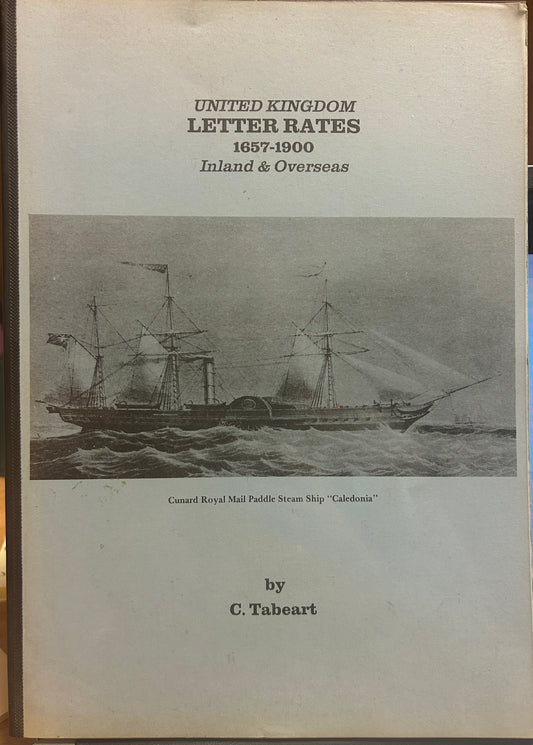 UNITED KINGDOM
LETTER RATES
1657-1900
Inland & Overseas
Cunard Royal Mail Paddle Steam Ship "Caledonia"
by
C. Tabeart